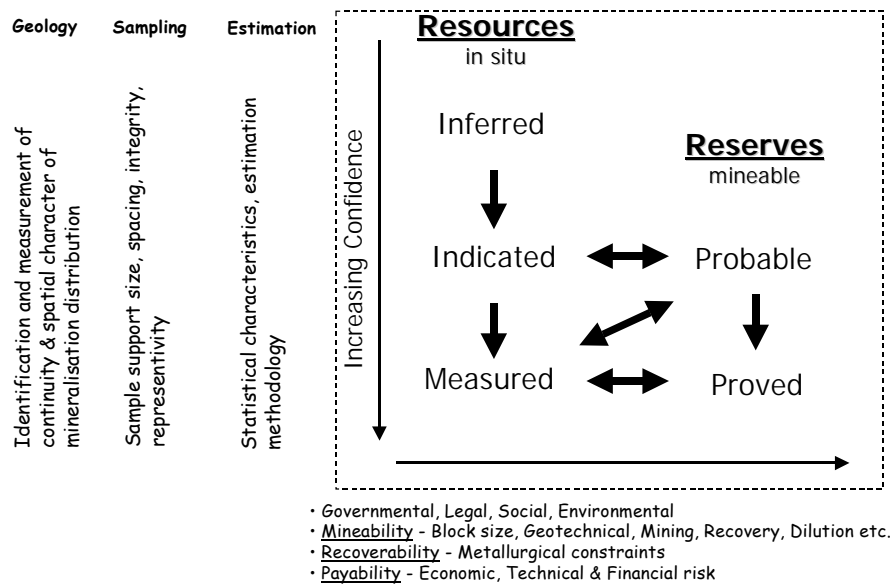 Geology
Sampling
Estimation
Identification and measurement of
continuity & spatial character of
mineralisation distribution
Sample support size, spacing, integrity,
representivity
Statistical characteristics, estimation
methodology
Increasing Confidence
Resources
in situ
Inferred
Reserves
mineable
Indicated
Probable
Measured
Proved
• Governmental, Legal, Social, Environmental
• Mineability - Block size, Geotechnical, Mining, Recovery, Dilution etc.
• Recoverability - Metallurgical constraints
• Payability - Economic, Technical & Financial risk